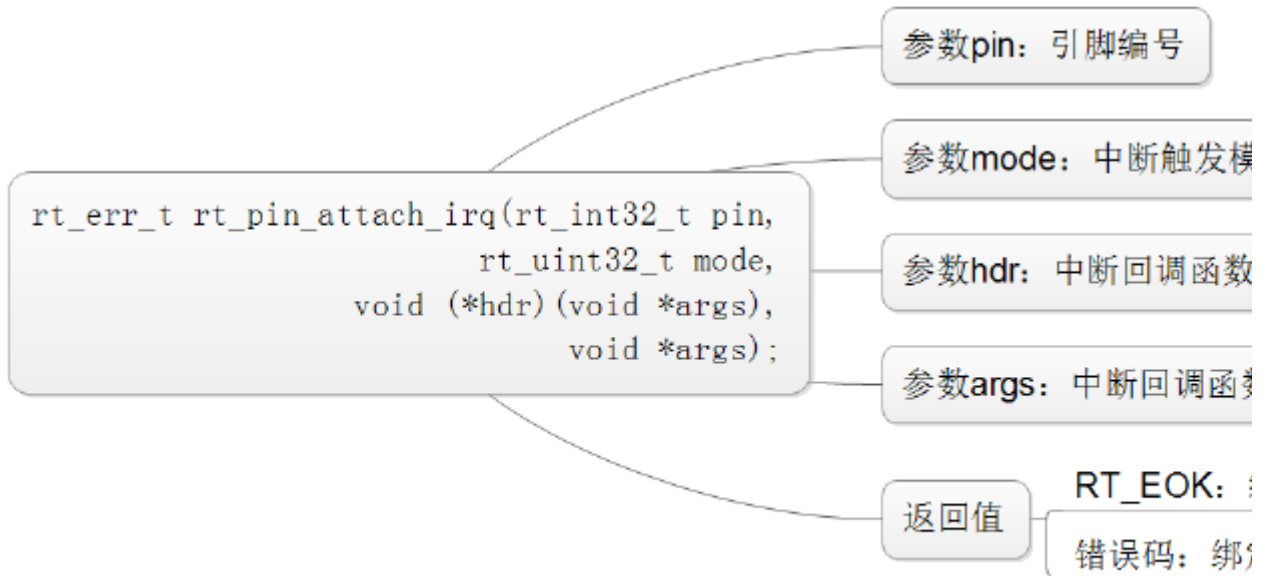 参数pin：引脚编号
参数mode：中断触发模
rt_err_t rt_pin_attach_irq(rt_int32_t pin,
rt_uint32_t mode,
void (*hdr)(void *args),
void *args);
参数hdr：中断回调函数
参数args：中断回调函
返回值
RT_EOK：
错误码：绑